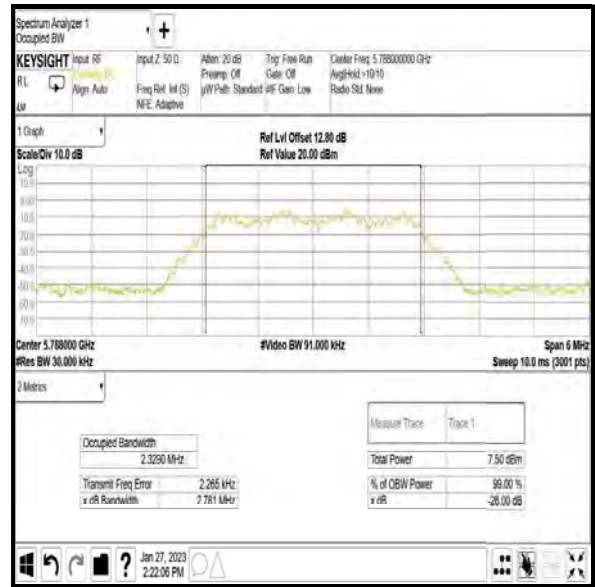 Spectrum Analyzer 1
Occupied BW
KEYSIGHT Input: RF Input Z: 50 Ω Atten: 20 dB Trig: Free Run Center Freq: 5.788000000 GHz
Preamp: Off Gate: Off Avg|Hold:>10/10
RL Align: Auto Freq Ref: Int (S) µW Path: Standard #IF Gain: Low Radio Std: None
NFE: Adaptive
1 Graph
Ref Lvl Offset 12.80 dB
Scale/Div 10.0 dB Ref Value 20.00 dBm
Log
Center 5.788000 GHz #Video BW 91.000 kHz Span 6 MHz
#Res BW 30.000 kHz Sweep 10.0 ms (3001 pts)
2 Metrics
Measure Trace Trace 1
Occupied Bandwidth
2.3290 MHz Total Power 7.50 dBm
Transmit Freq Error 2.265 kHz % of OBW Power 99.00 %
x dB Bandwidth 2.781 MHz x dB -26.00 dB
? Jan 27, 2023
2:22:06 PM